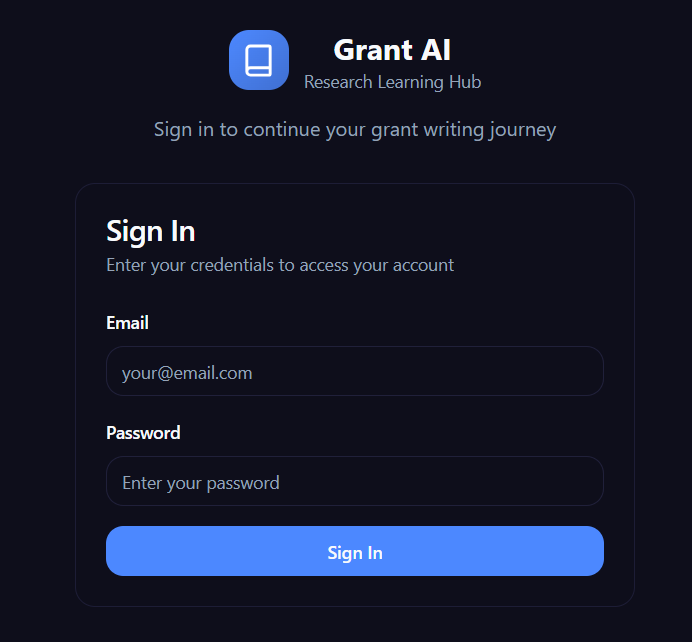 Grant AI
Research Learning Hub
Sign in to continue your grant writing journey
Sign In
Enter your credentials to access your account
Email
your@email.com
Password
Enter your password
Sign In